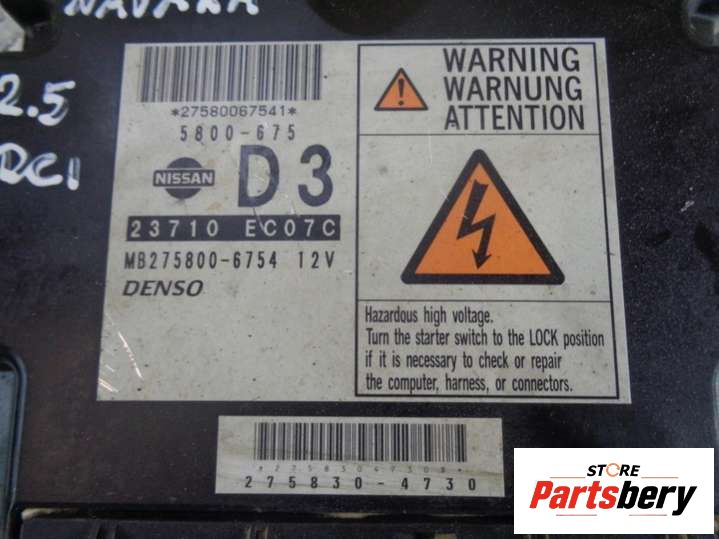 NAVARA
2.5
DCI
*27580067541*
5800-675
NISSAN
D3
23710 EC07C
MB275800-6754 12V
DENSO
WARNING
WARNUNG
ATTENTION
Hazardous high voltage.
Turn the starter switch to the LOCK position
if it is necessary to check or repair
the computer, harness, or connectors.
275830-4730
STORE
Partsbery